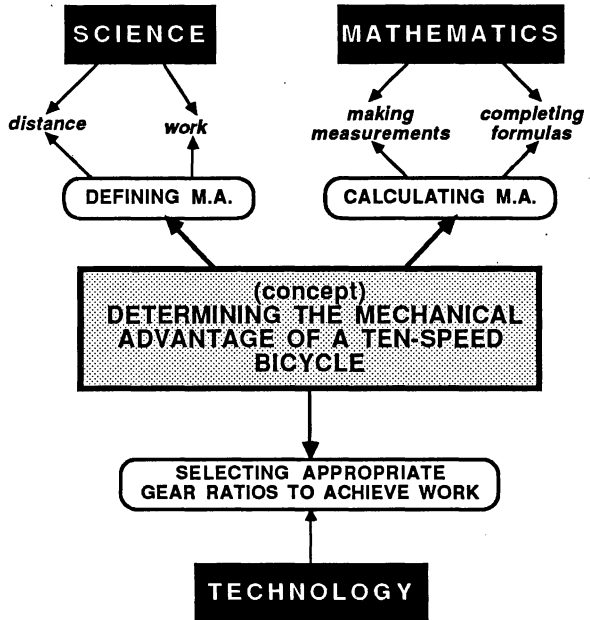 SCIENCE
MATHEMATICS
distance
work
making
measurements
completing
formulas
DEFINING M.A.
CALCULATING M.A.
(concept)
DETERMINING THE MECHANICAL
ADVANTAGE OF A TEN-SPEED
BICYCLE
SELECTING APPROPRIATE
GEAR RATIOS TO ACHIEVE WORK
TECHNOLOGY